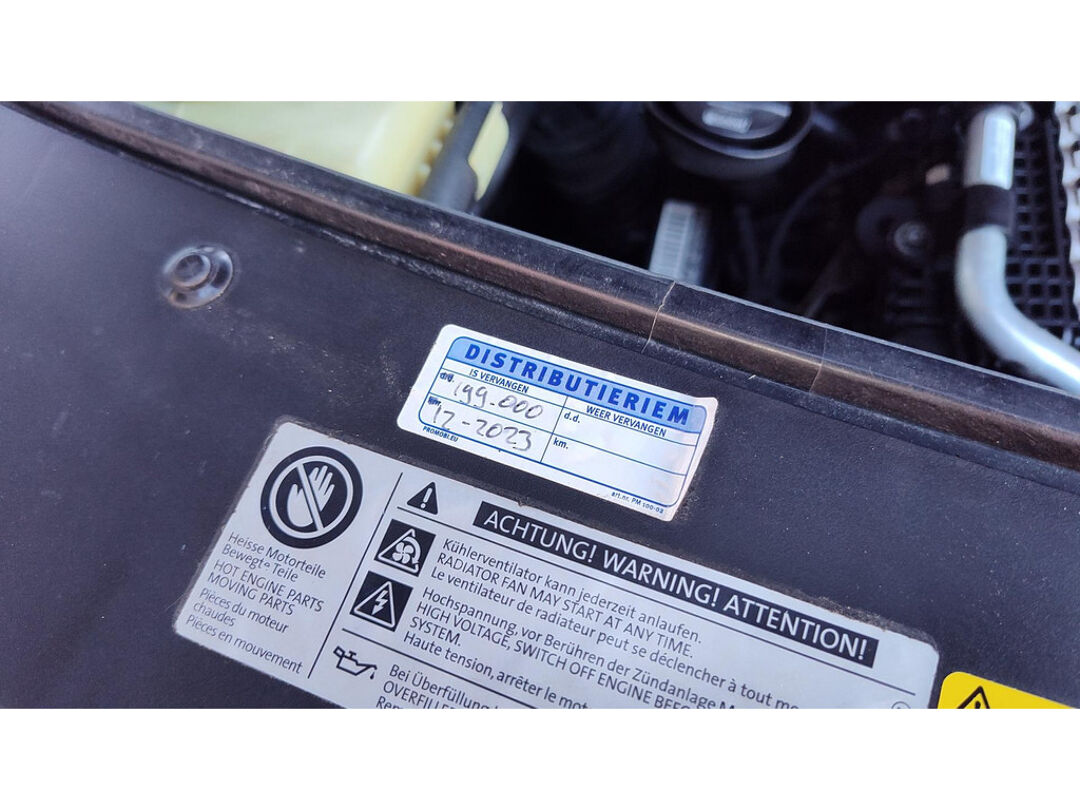 DISTRIBUTIERIEM
IS VERVANGEN
d.d. 199.000
km. 12-2023
PROMOBI.EU
WEER VERVANGEN
d.d.
km.
art.nr. PM 100-02
Heisse Motorteile
Bewegte Teile
HOT ENGINE PARTS
MOVING PARTS
Pièces du moteur
chaudes
Pièces en mouvement
ACHTUNG! WARNING! ATTENTION!
Kühlerventilator kann jederzeit anlaufen.
RADIATOR FAN MAY START AT ANY TIME.
Le ventilateur de radiateur peut se déclencher à tout mo
Hochspannung, vor Berühren der Zündanlage M
HIGH VOLTAGE, SWITCH OFF ENGINE BEFO
SYSTEM.
Haute tension, arrêter le mot
Bei Überfüllung
OVERFILLE